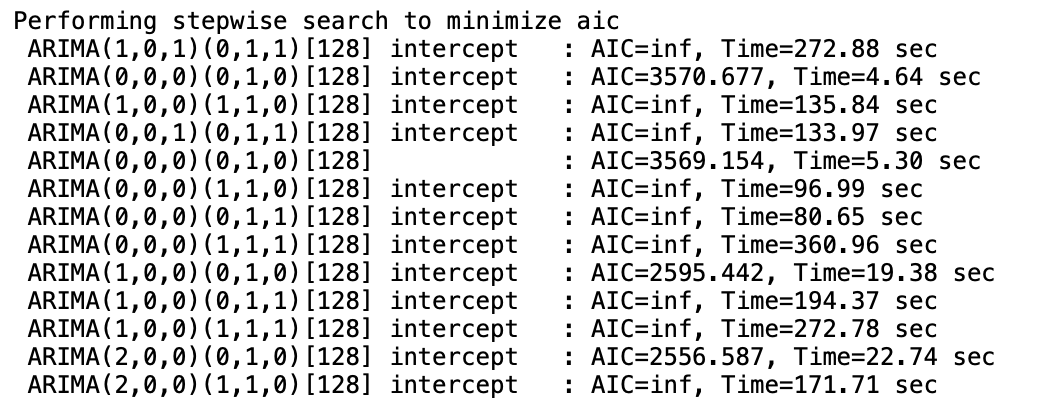 Performing stepwise search to minimize aic
ARIMA(1,0,1)(0,1,1)[128] intercept   : AIC=inf, Time=272.88 sec
ARIMA(0,0,0)(0,1,0)[128] intercept   : AIC=3570.677, Time=4.64 sec
ARIMA(1,0,0)(1,1,0)[128] intercept   : AIC=inf, Time=135.84 sec
ARIMA(0,0,1)(0,1,1)[128] intercept   : AIC=inf, Time=133.97 sec
ARIMA(0,0,0)(0,1,0)[128]             : AIC=3569.154, Time=5.30 sec
ARIMA(0,0,0)(1,1,0)[128] intercept   : AIC=inf, Time=96.99 sec
ARIMA(0,0,0)(0,1,1)[128] intercept   : AIC=inf, Time=80.65 sec
ARIMA(0,0,0)(1,1,1)[128] intercept   : AIC=inf, Time=360.96 sec
ARIMA(1,0,0)(0,1,0)[128] intercept   : AIC=2595.442, Time=19.38 sec
ARIMA(1,0,0)(0,1,1)[128] intercept   : AIC=inf, Time=194.37 sec
ARIMA(1,0,0)(1,1,1)[128] intercept   : AIC=inf, Time=272.78 sec
ARIMA(2,0,0)(0,1,0)[128] intercept   : AIC=2556.587, Time=22.74 sec
ARIMA(2,0,0)(1,1,0)[128] intercept   : AIC=inf, Time=171.71 sec